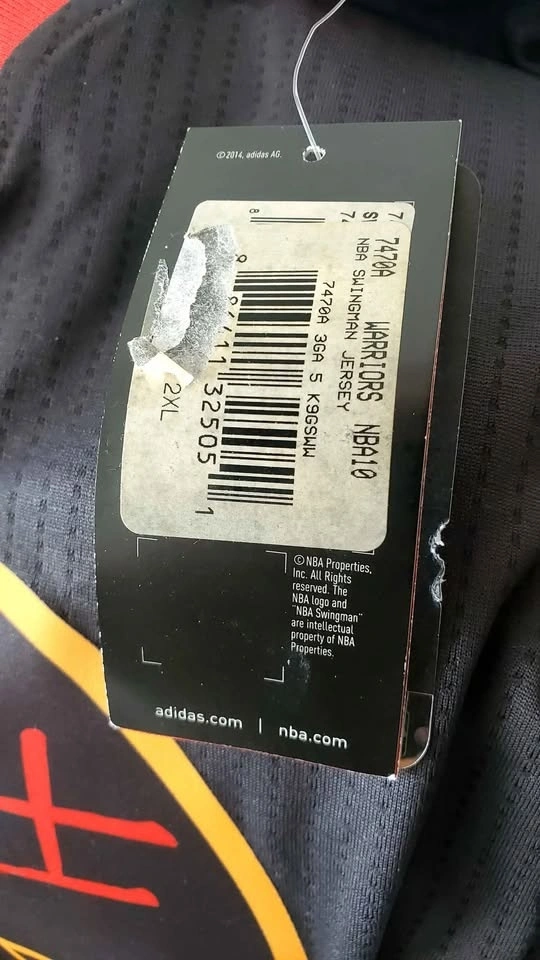 © 2014, adidas AG.
7470A WARRIORS NBA10
NBA SWINGMAN JERSEY
7470A 3GA 5 K9GSWW
32505 1
2XL
© NBA Properties,
Inc. All Rights
reserved. The
NBA logo and
"NBA Swingman"
are intellectual
property of NBA
Properties.
adidas.com | nba.com